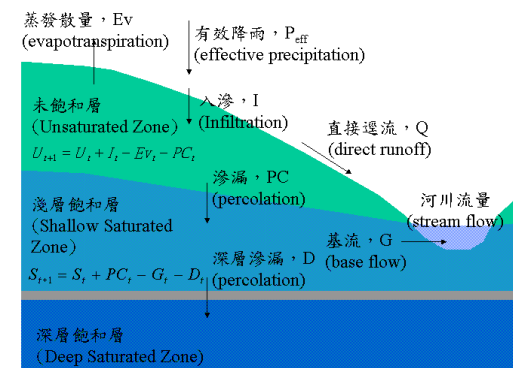 蒸發散量，Ev
(evapotranspiration)
有效降雨，Peff
(effective precipitation)
入滲，I
(Infiltration)
未飽和層
(Unsaturated Zone)
Ut+1 = Ut + It − Evt − PCt
直接逕流，Q
(direct runoff)
滲漏，PC
(percolation)
河川流量
(stream flow)
淺層飽和層
(Shallow Saturated
Zone)
基流，G
(base flow)
深層滲漏，D
(percolation)
St+1 = St + PCt − Gt − Dt
深層飽和層
(Deep Saturated Zone)